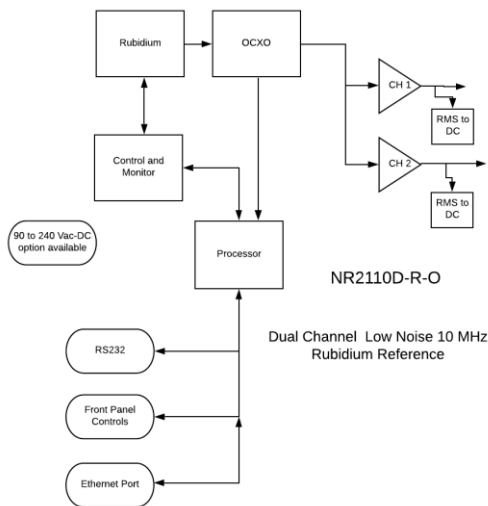 Rubidium
OCXO
CH 1
RMS to
DC
Control and
Monitor
CH 2
RMS to
DC
90 to 240 Vac-DC
option available
Processor
NR2110D-R-O
RS232
Dual Channel Low Noise 10 MHz
Rubidium Reference
Front Panel
Controls
Ethernet Port